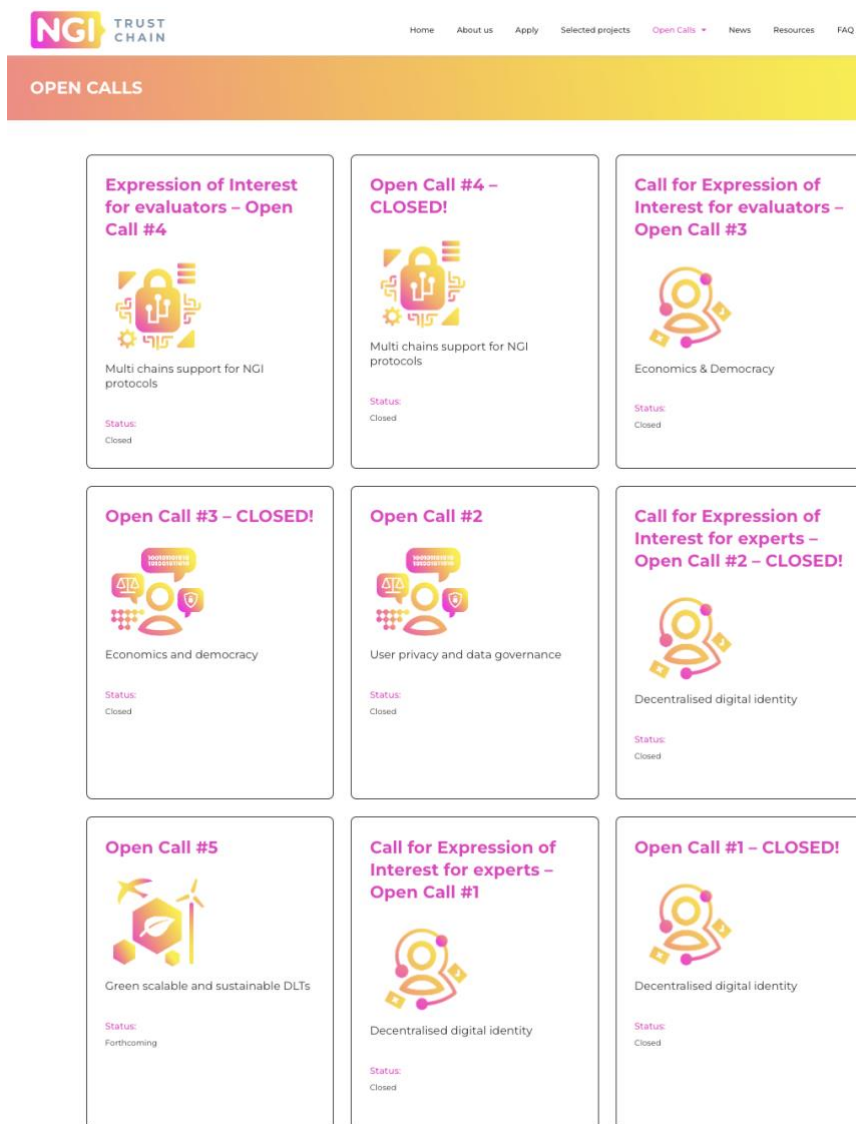 NGI TRUST
CHAIN
Home About us Apply Selected projects Open Calls News Resources FAQ
OPEN CALLS
Expression of Interest
for evaluators – Open
Call #4
Multi chains support for NGI
protocols
Status:
Closed
Open Call #4 –
CLOSED!
Multi chains support for NGI
protocols
Status:
Closed
Call for Expression of
Interest for evaluators –
Open Call #3
Economics & Democracy
Status:
Closed
Open Call #3 – CLOSED!
Economics and democracy
Status:
Closed
Open Call #2
User privacy and data governance
Status:
Closed
Call for Expression of
Interest for experts –
Open Call #2 – CLOSED!
Decentralised digital identity
Status:
Closed
Open Call #5
Green scalable and sustainable DLTs
Status:
Forthcoming
Call for Expression of
Interest for experts –
Open Call #1
Decentralised digital identity
Status:
Closed
Open Call #1 – CLOSED!
Decentralised digital identity
Status:
Closed